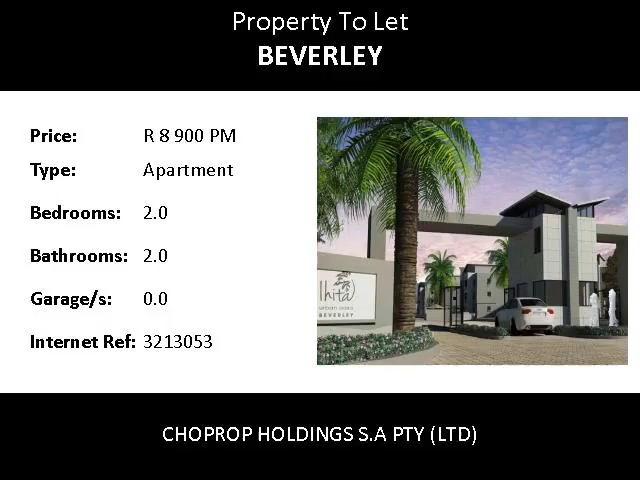 Property To Let
BEVERLEY
Price: R 8 900 PM
Type: Apartment
Bedrooms: 2.0
Bathrooms: 2.0
Garage/s: 0.0
Internet Ref: 3213053
BEVERLEY
CHOPROP HOLDINGS S.A PTY (LTD)